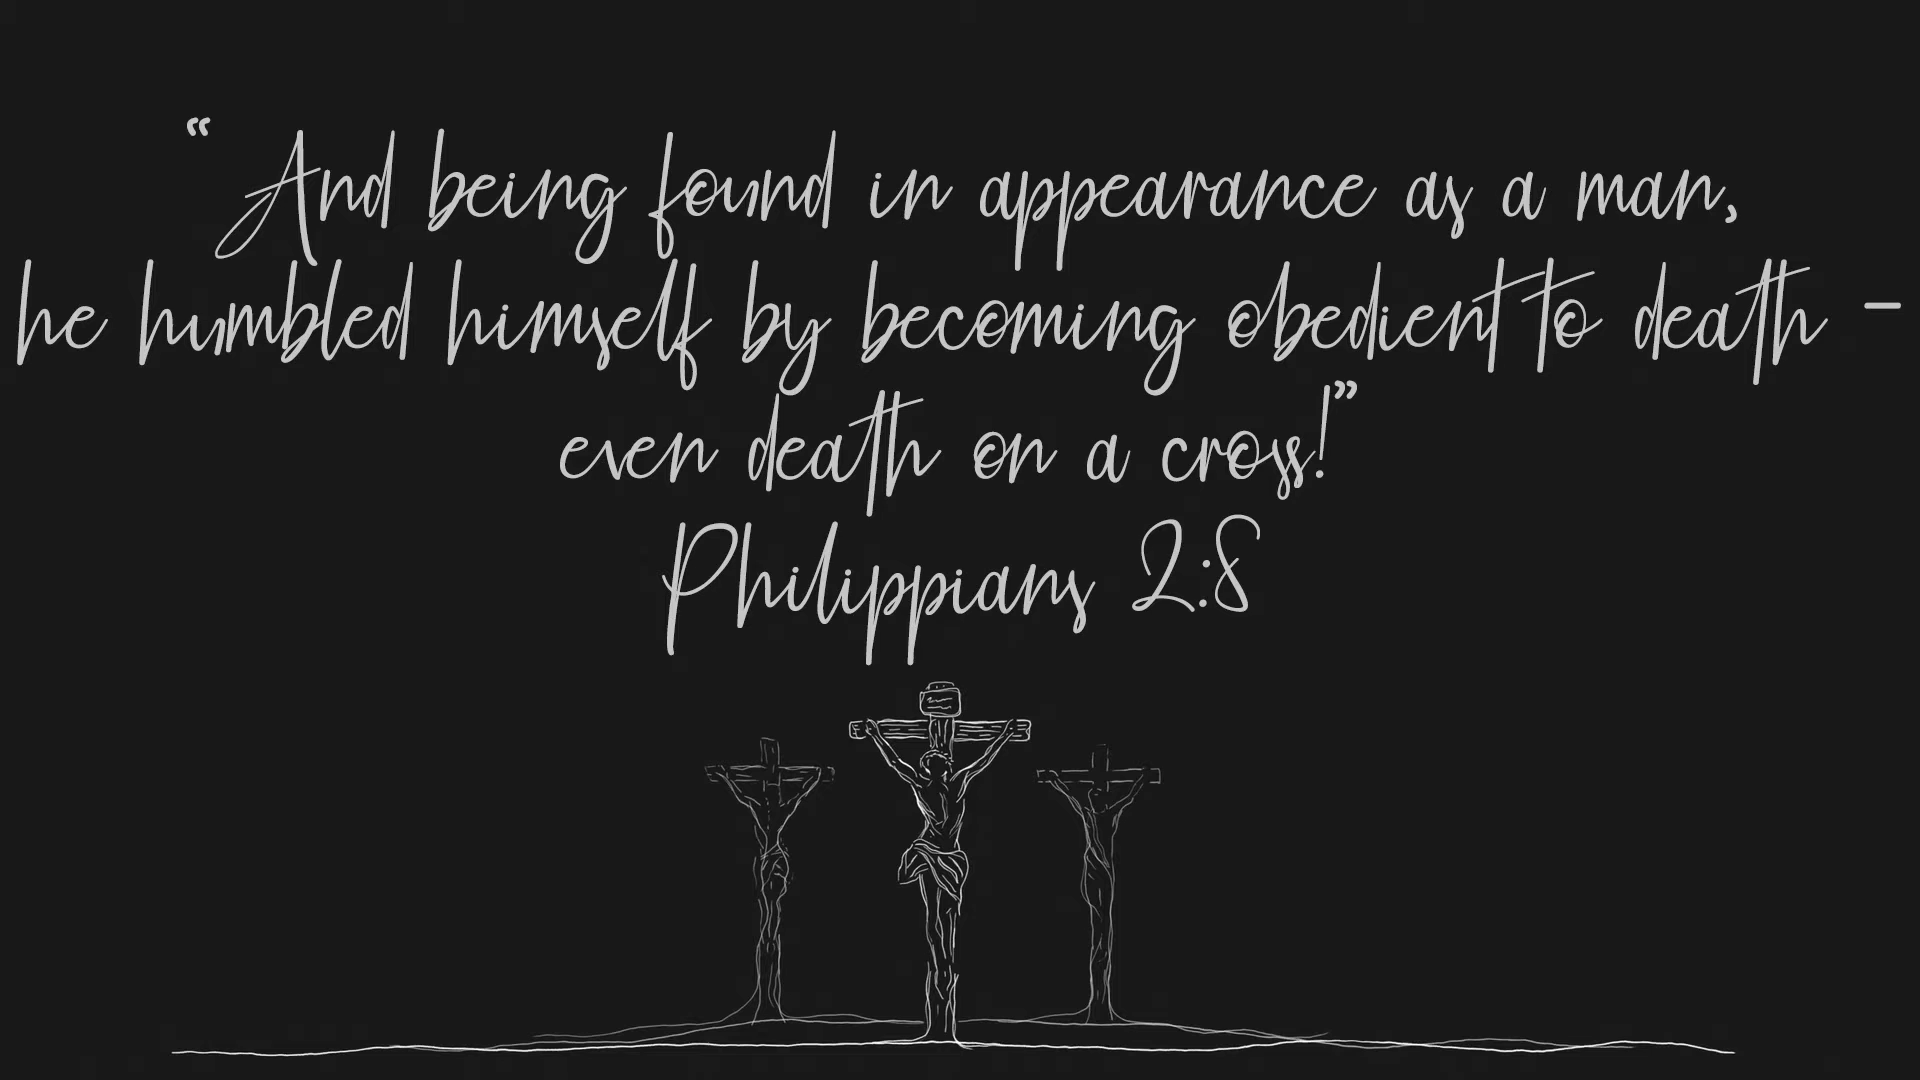 “ And being found in appearance as a man,
he humbled himself by becoming obedient to death –
even death on a cross!”
Philippians 2:8